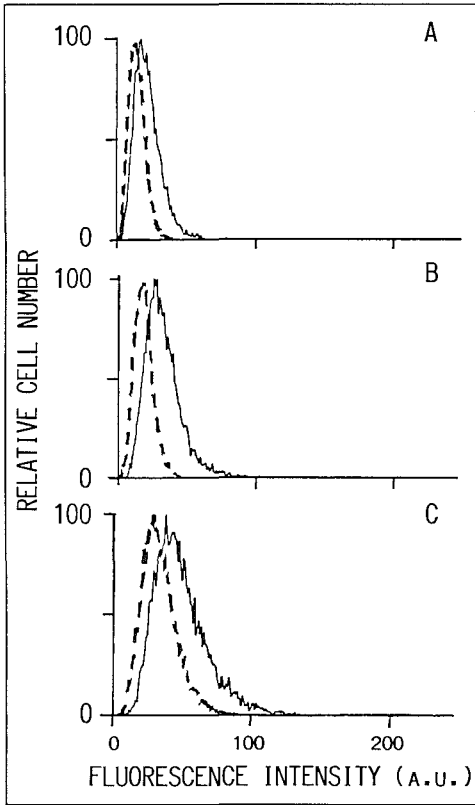 100
A
0
100
B
0
RELATIVE CELL NUMBER
100
C
0
0 100 200
FLUORESCENCE INTENSITY (A.U.)